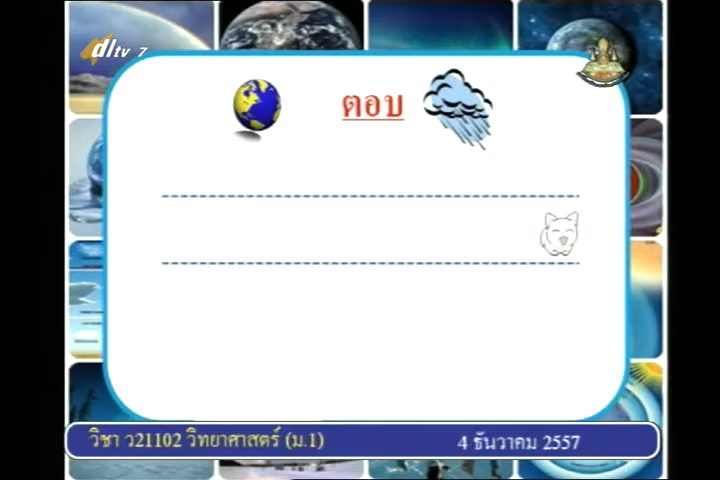 dltv 7
ตอบ
วิชา ว21102 วิทยาศาสตร์ (ม.1)
4 ธันวาคม 2557